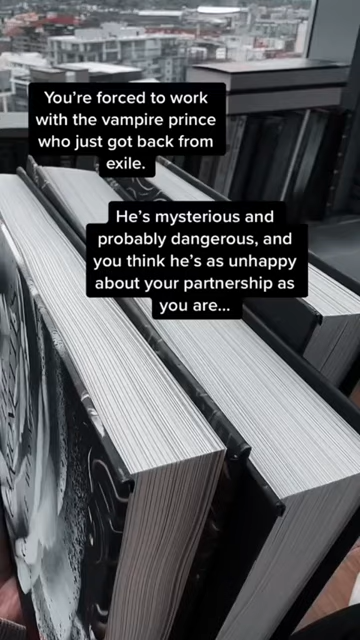 You're forced to work
with the vampire prince
who just got back from
exile.
He's mysterious and
probably dangerous, and
you think he's as unhappy
about your partnership as
you are...